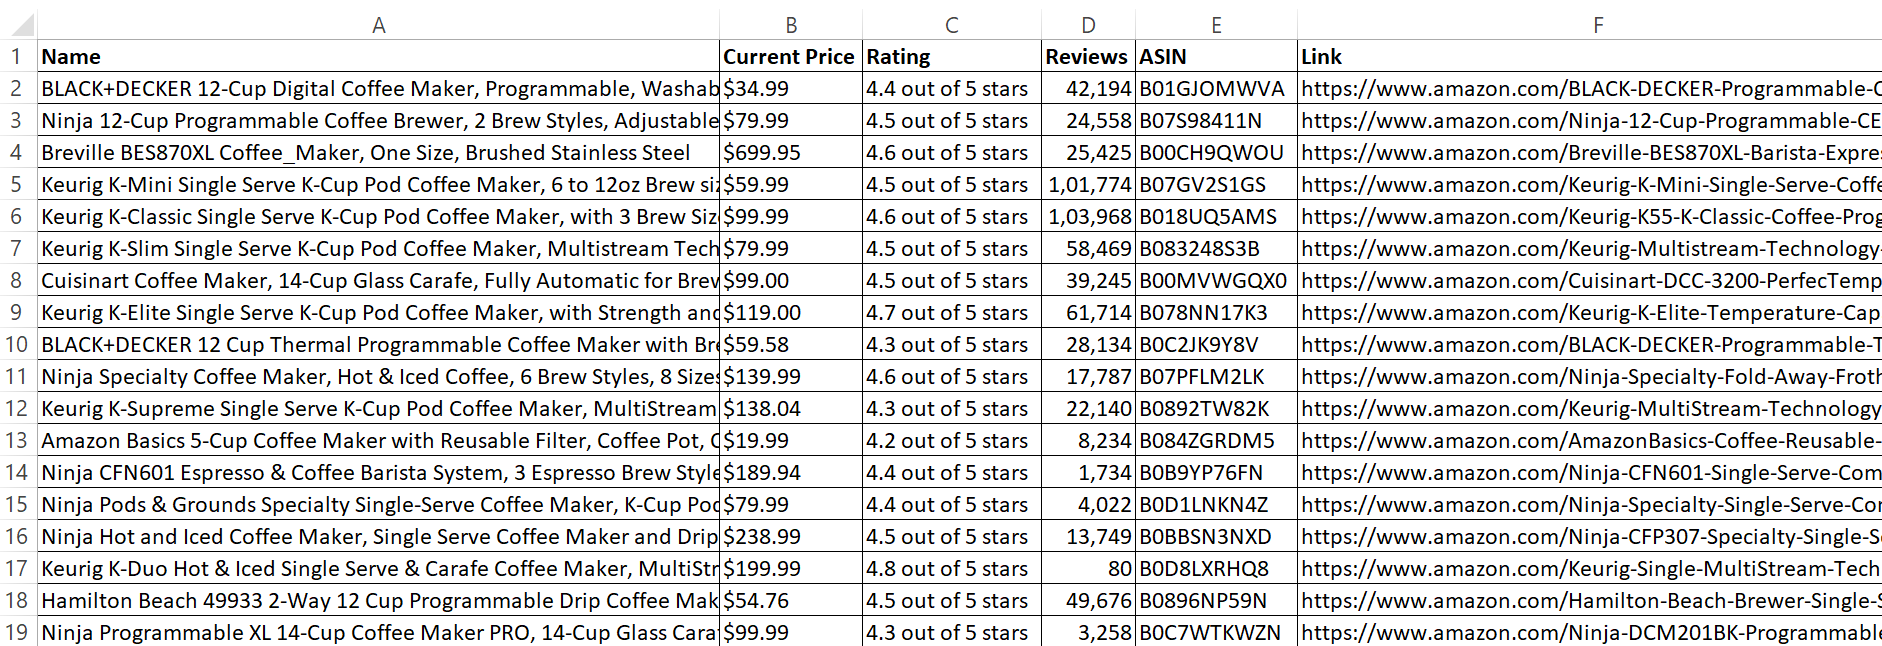 A B C D E F
1 Name Current Price Rating Reviews ASIN Link
2 BLACK+DECKER 12-Cup Digital Coffee Maker, Programmable, Washab $34.99 4.4 out of 5 stars 42,194 B01GJOMWVA https://www.amazon.com/BLACK-DECKER-Programmable-C
3 Ninja 12-Cup Programmable Coffee Brewer, 2 Brew Styles, Adjustable $79.99 4.5 out of 5 stars 24,558 B07S98411N https://www.amazon.com/Ninja-12-Cup-Programmable-CE
4 Breville BES870XL Coffee_Maker, One Size, Brushed Stainless Steel $699.95 4.6 out of 5 stars 25,425 B00CH9QWOU https://www.amazon.com/Breville-BES870XL-Barista-Expre
5 Keurig K-Mini Single Serve K-Cup Pod Coffee Maker, 6 to 12oz Brew siz $59.99 4.5 out of 5 stars 1,01,774 B07GV2S1GS https://www.amazon.com/Keurig-K-Mini-Single-Serve-Coffe
6 Keurig K-Classic Single Serve K-Cup Pod Coffee Maker, with 3 Brew Siz $99.99 4.6 out of 5 stars 1,03,968 B018UQ5AMS https://www.amazon.com/Keurig-K55-K-Classic-Coffee-Prog
7 Keurig K-Slim Single Serve K-Cup Pod Coffee Maker, Multistream Tech $79.99 4.5 out of 5 stars 58,469 B083248S3B https://www.amazon.com/Keurig-Multistream-Technology-
8 Cuisinart Coffee Maker, 14-Cup Glass Carafe, Fully Automatic for Brew $99.00 4.5 out of 5 stars 39,245 B00MVWGQX0 https://www.amazon.com/Cuisinart-DCC-3200-PerfecTemp
9 Keurig K-Elite Single Serve K-Cup Pod Coffee Maker, with Strength and $119.00 4.7 out of 5 stars 61,714 B078NN17K3 https://www.amazon.com/Keurig-K-Elite-Temperature-Cap
10 BLACK+DECKER 12 Cup Thermal Programmable Coffee Maker with Bre $59.58 4.3 out of 5 stars 28,134 B0C2JK9Y8V https://www.amazon.com/BLACK-DECKER-Programmable-T
11 Ninja Specialty Coffee Maker, Hot & Iced Coffee, 6 Brew Styles, 8 Sizes $139.99 4.6 out of 5 stars 17,787 B07PFLM2LK https://www.amazon.com/Ninja-Specialty-Fold-Away-Froth
12 Keurig K-Supreme Single Serve K-Cup Pod Coffee Maker, MultiStream $138.04 4.3 out of 5 stars 22,140 B0892TW82K https://www.amazon.com/Keurig-MultiStream-Technology
13 Amazon Basics 5-Cup Coffee Maker with Reusable Filter, Coffee Pot, C $19.99 4.2 out of 5 stars 8,234 B084ZGRDM5 https://www.amazon.com/AmazonBasics-Coffee-Reusable-
14 Ninja CFN601 Espresso & Coffee Barista System, 3 Espresso Brew Style $189.94 4.4 out of 5 stars 1,734 B0B9YP76FN https://www.amazon.com/Ninja-CFN601-Single-Serve-Com
15 Ninja Pods & Grounds Specialty Single-Serve Coffee Maker, K-Cup Pod $79.99 4.4 out of 5 stars 4,022 B0D1LNKN4Z https://www.amazon.com/Ninja-Specialty-Single-Serve-Cor
16 Ninja Hot and Iced Coffee Maker, Single Serve Coffee Maker and Drip $238.99 4.5 out of 5 stars 13,749 B0BBSN3NXD https://www.amazon.com/Ninja-CFP307-Specialty-Single-S
17 Keurig K-Duo Hot & Iced Single Serve & Carafe Coffee Maker, MultiStr $199.99 4.8 out of 5 stars 80 B0D8LXRHQ8 https://www.amazon.com/Keurig-Single-MultiStream-Tech
18 Hamilton Beach 49933 2-Way 12 Cup Programmable Drip Coffee Mak $54.76 4.5 out of 5 stars 49,676 B0896NP59N https://www.amazon.com/Hamilton-Beach-Brewer-Single-S
19 Ninja Programmable XL 14-Cup Coffee Maker PRO, 14-Cup Glass Cara $99.99 4.3 out of 5 stars 3,258 B0C7WTKWZN https://www.amazon.com/Ninja-DCM201BK-Programmable